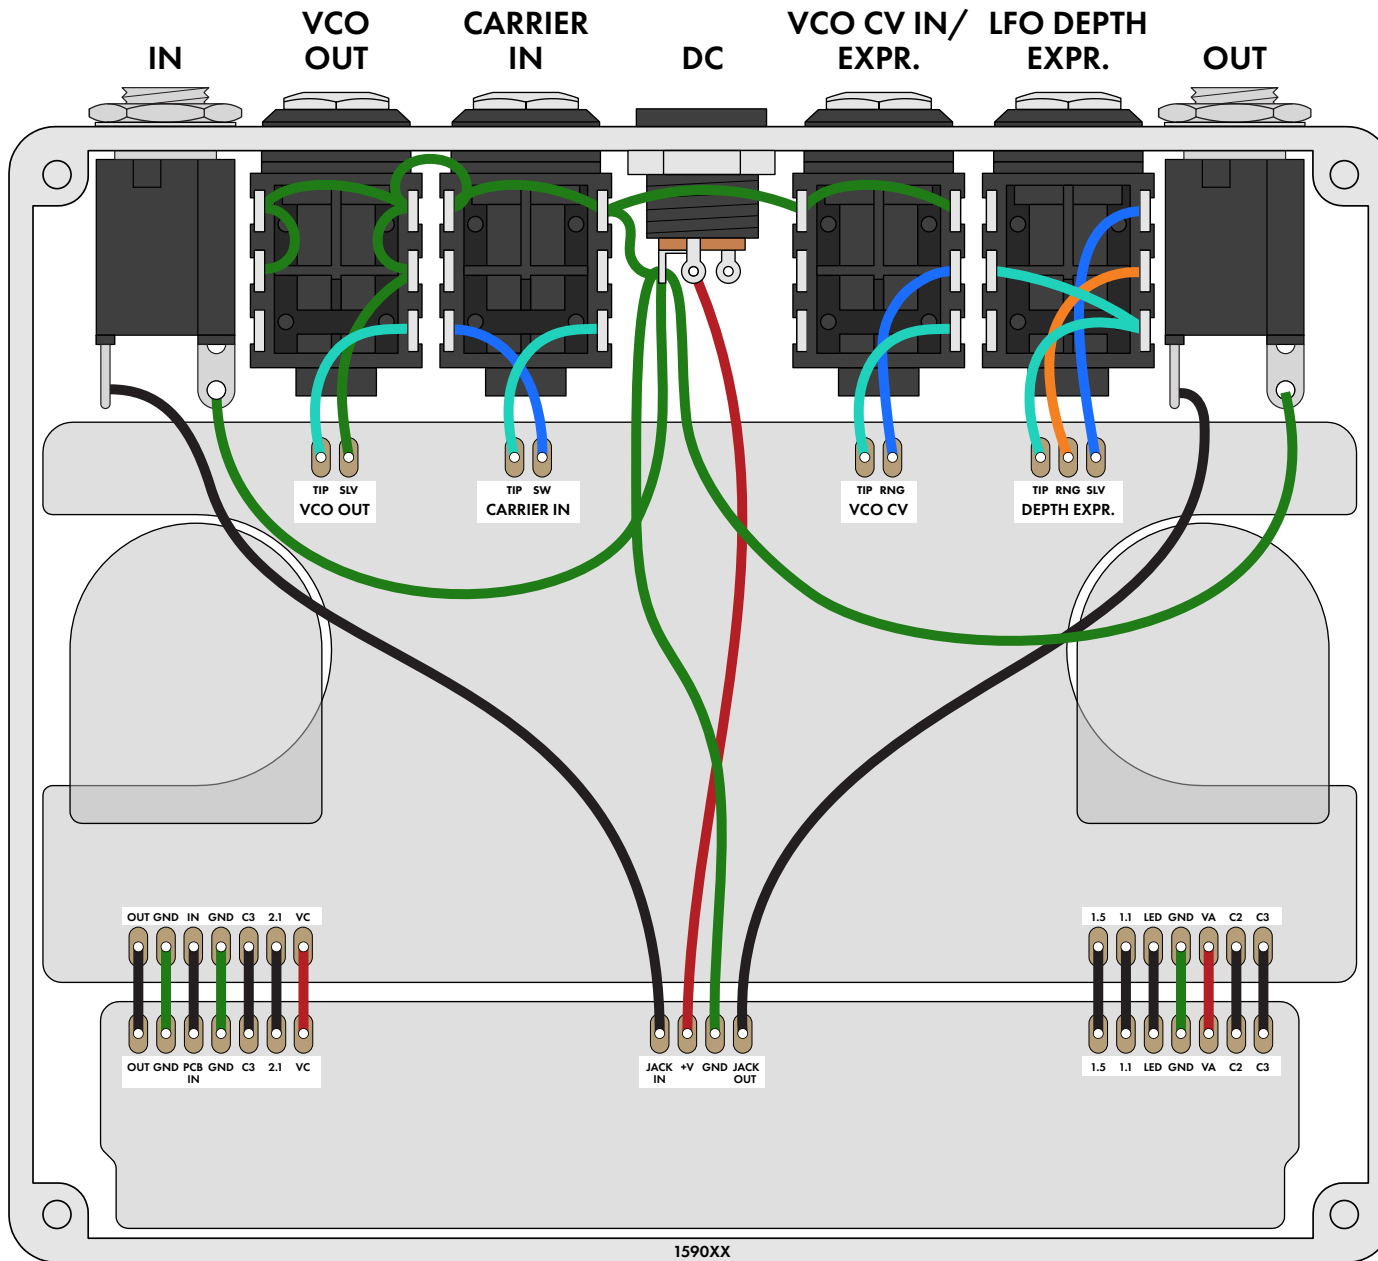 IN
VCO
OUT
CARRIER
IN
DC
VCO CV IN/
EXPR.
LFO DEPTH
EXPR.
OUT
TIP SLV
VCO OUT
TIP SW
CARRIER IN
TIP RNG
VCO CV
TIP RNG SLV
DEPTH EXPR.
OUT GND IN GND C3 2.1 VC
1.5 1.1 LED GND VA C2 C3
OUT GND PCB GND C3 2.1 VC
IN
JACK +V GND JACK
IN OUT
1.5 1.1 LED GND VA C2 C3
1590XX